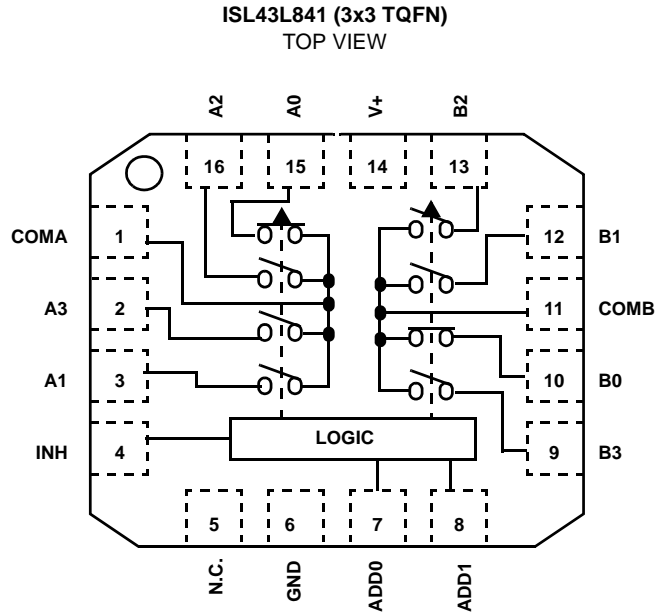 ISL43L841 (3x3 TQFN)
TOP VIEW
A2
A0
V+
B2
16
15
14
13
COMA
1
12
B1
A3
2
11
COMB
A1
3
10
B0
INH
4
LOGIC
9
B3
5
6
7
8
N.C.
GND
ADD0
ADD1